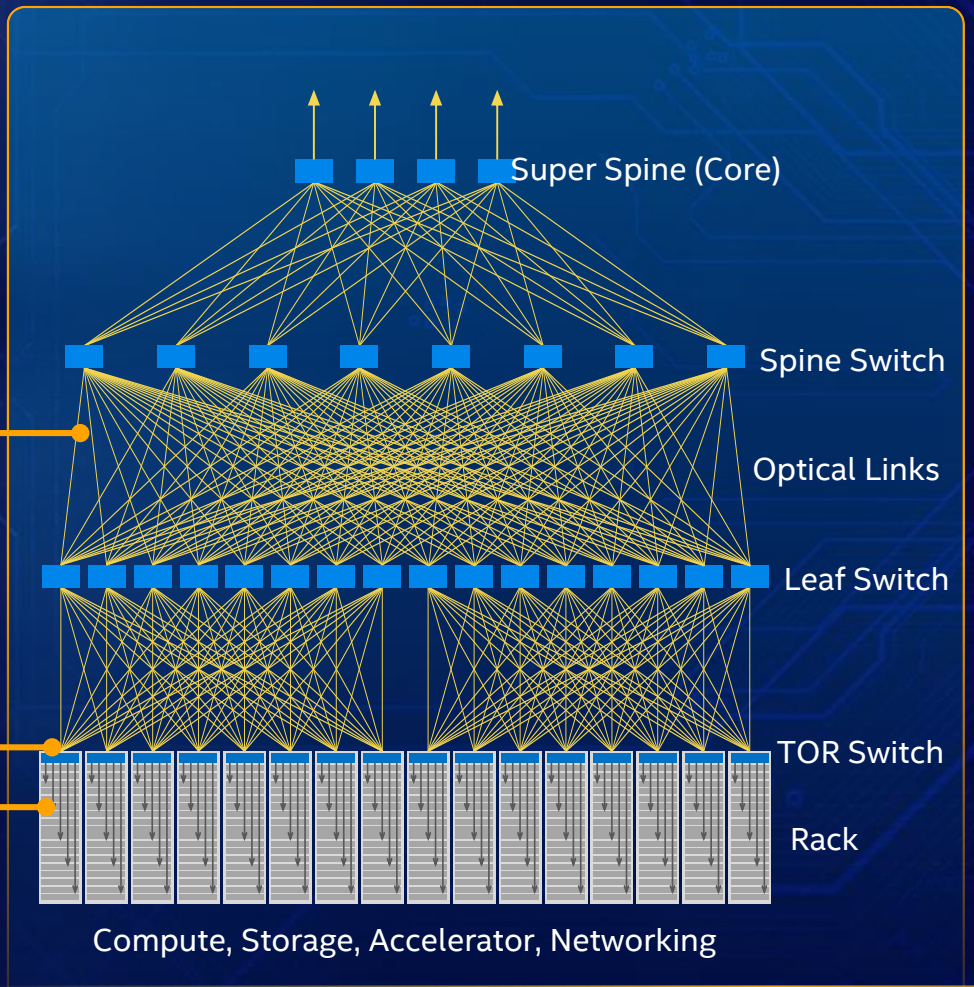 Super Spine (Core)
Spine Switch
Optical Links
Leaf Switch
TOR Switch
Rack
Compute, Storage, Accelerator, Networking